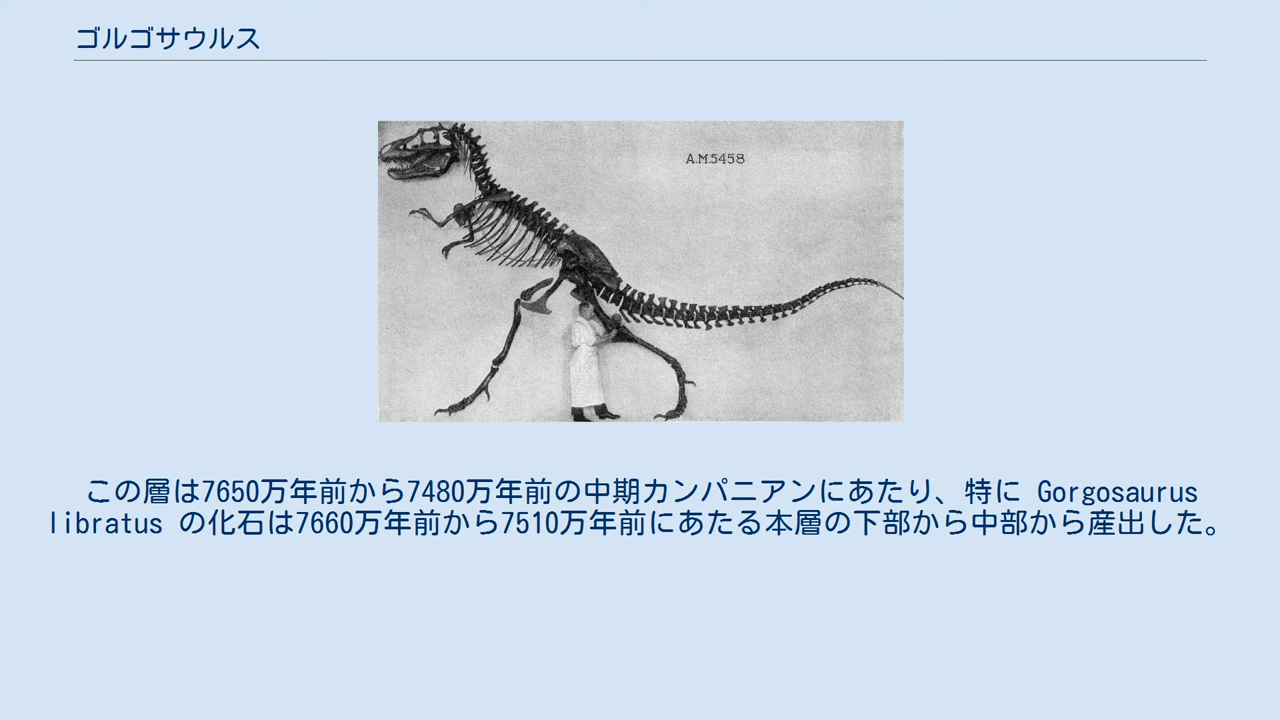 ゴルゴサウルス
A.M.5458
この層は7650万年前から7480万年前の中期カンパニアンにあたり、特に Gorgosaurus
libratus の化石は7660万年前から7510万年前にあたる本層の下部から中部から産出した。